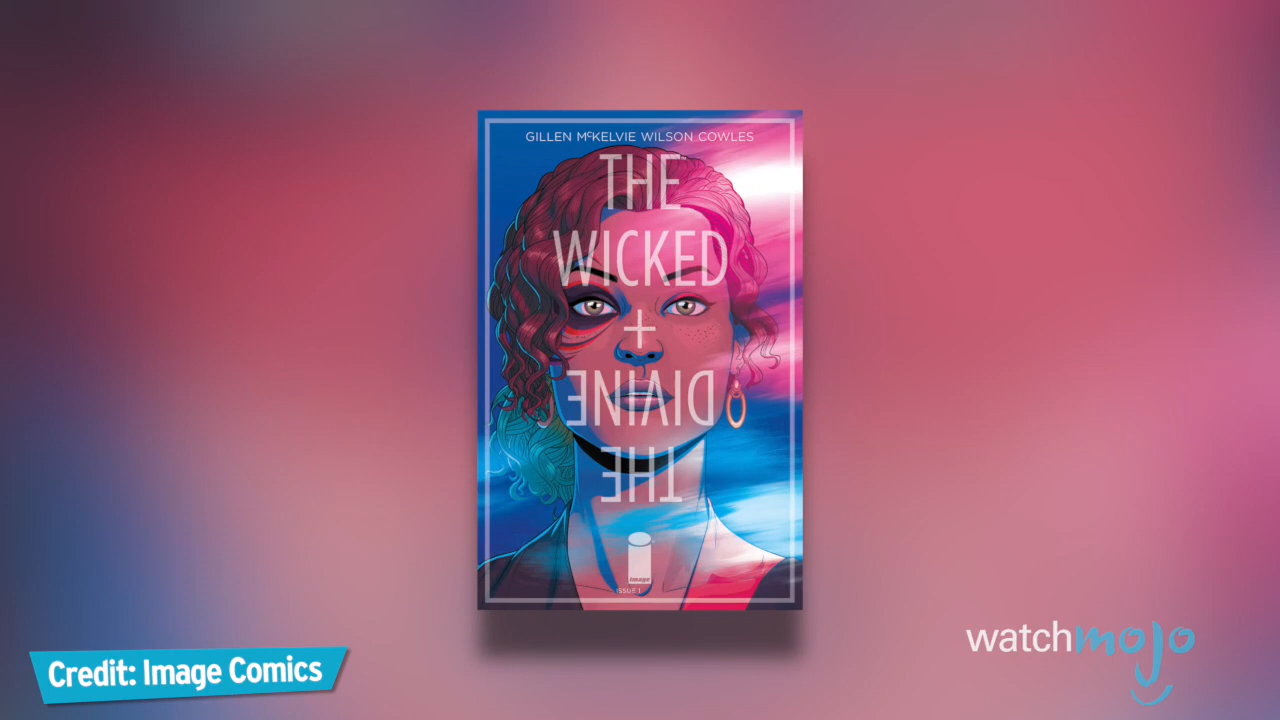 GILLEN McKELVIE WILSON COWLES
THE
WICKED
+
DIVINE
THE
image
ISSUE 1
Credit: Image Comics
watchmojo